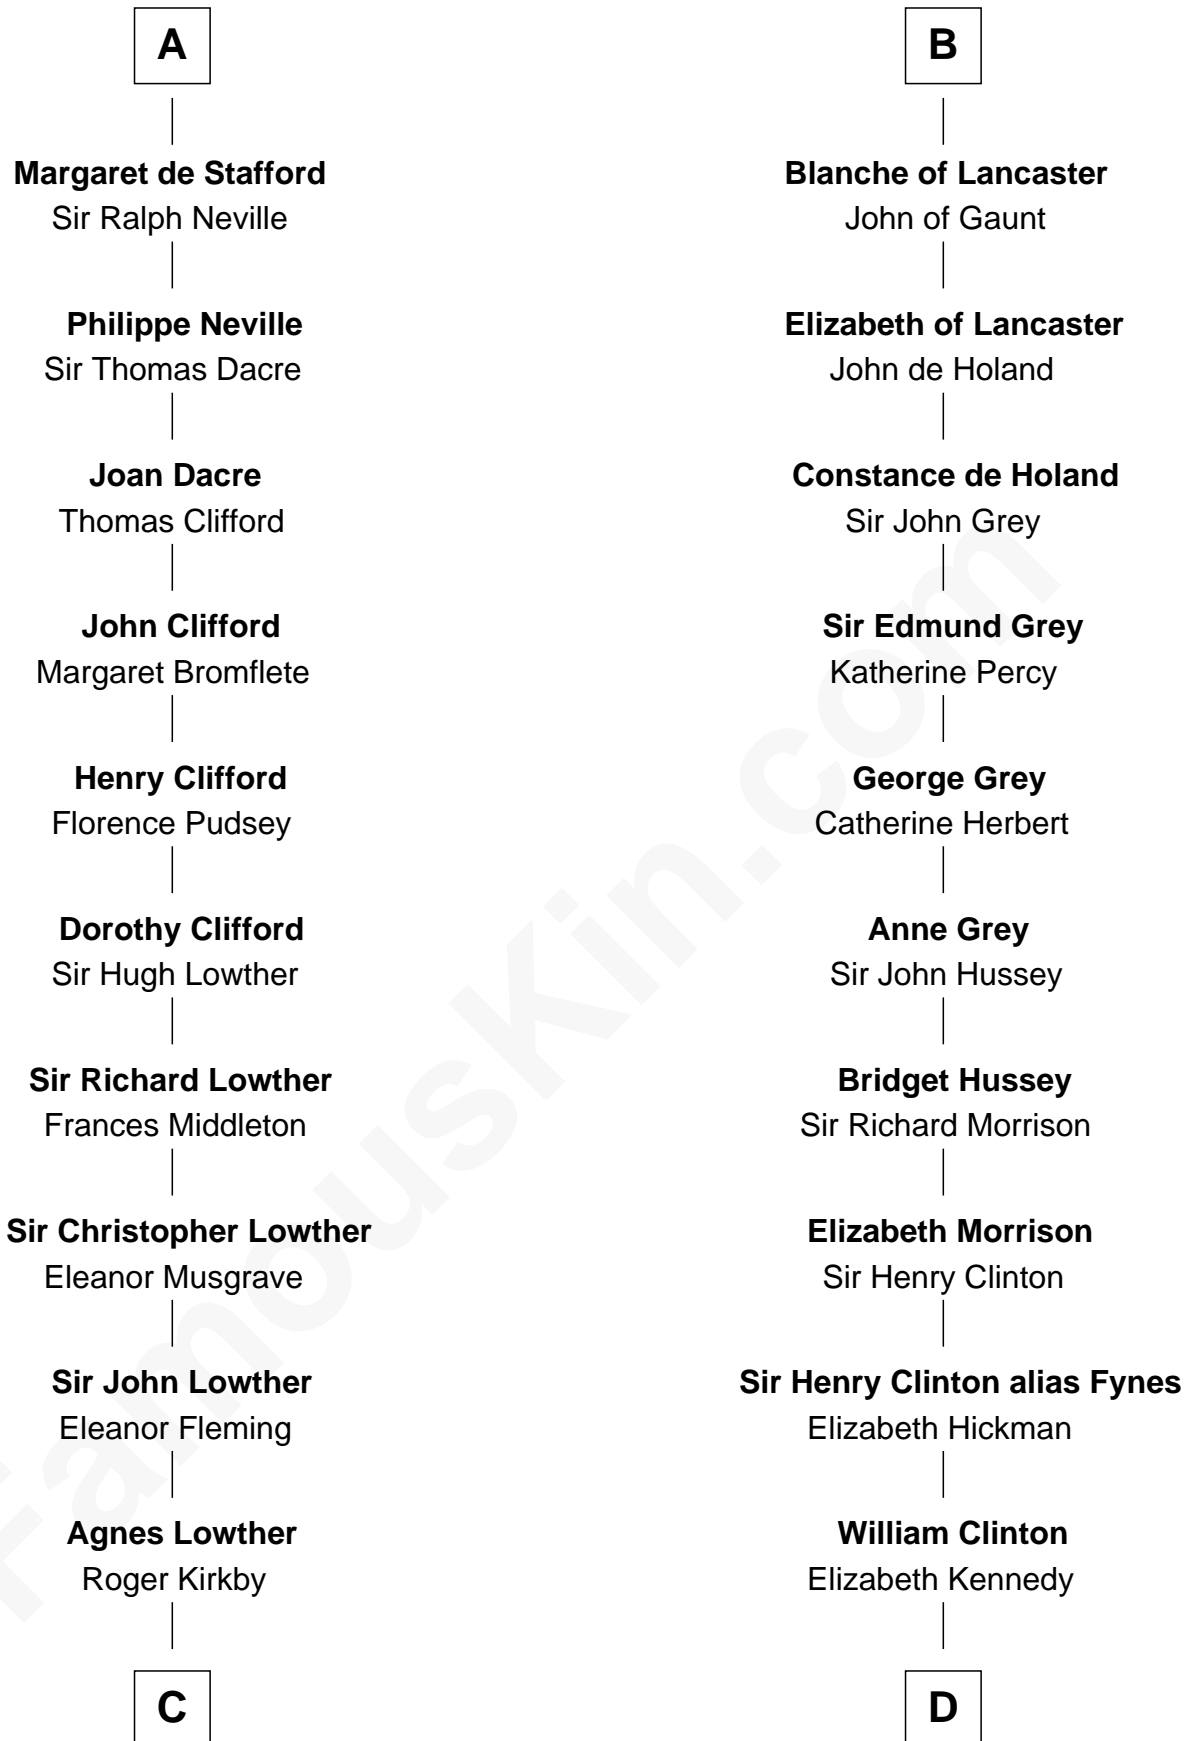 A
Margaret de Stafford
Sir Ralph Neville
Philippe Neville
Sir Thomas Dacre
Joan Dacre
Thomas Clifford
John Clifford
Margaret Bromflete
Henry Clifford
Florence Pudsey
Dorothy Clifford
Sir Hugh Lowther
Sir Richard Lowther
Frances Middleton
Sir Christopher Lowther
Eleanor Musgrave
Sir John Lowther
Eleanor Fleming
Agnes Lowther
Roger Kirkby
C
B
Blanche of Lancaster
John of Gaunt
Elizabeth of Lancaster
John de Holand
Constance de Holand
Sir John Grey
Sir Edmund Grey
Katherine Percy
George Grey
Catherine Herbert
Anne Grey
Sir John Hussey
Bridget Hussey
Sir Richard Morrison
Elizabeth Morrison
Sir Henry Clinton
Sir Henry Clinton alias Fynes
Elizabeth Hickman
William Clinton
Elizabeth Kennedy
D
FamousKin.com